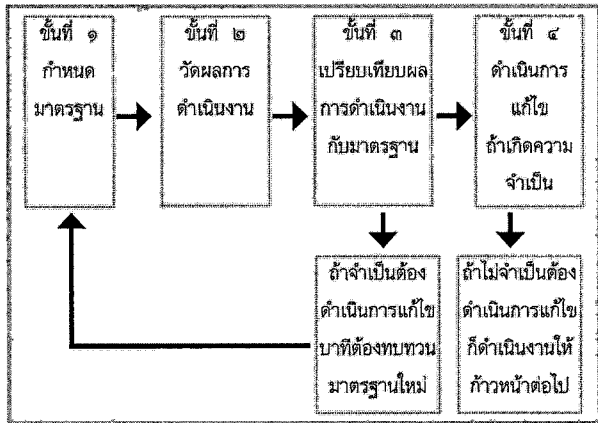 ขั้นที่ ๑
กำหนด
มาตรฐาน
ขั้นที่ ๒
วัดผลการ
ดำเนินงาน
ขั้นที่ ๓
เปรียบเทียบผล
การดำเนินงาน
กับมาตรฐาน
ขั้นที่ ๔
ดำเนินการ
แก้ไข
ถ้าเกิดความ
จำเป็น
ถ้าจำเป็นต้อง
ดำเนินการแก้ไข
บาทีต้องทบทวน
มาตรฐานใหม่
ถ้าไม่จำเป็นต้อง
ดำเนินการแก้ไข
ก็ดำเนินงานให้
ก้าวหน้าต่อไป